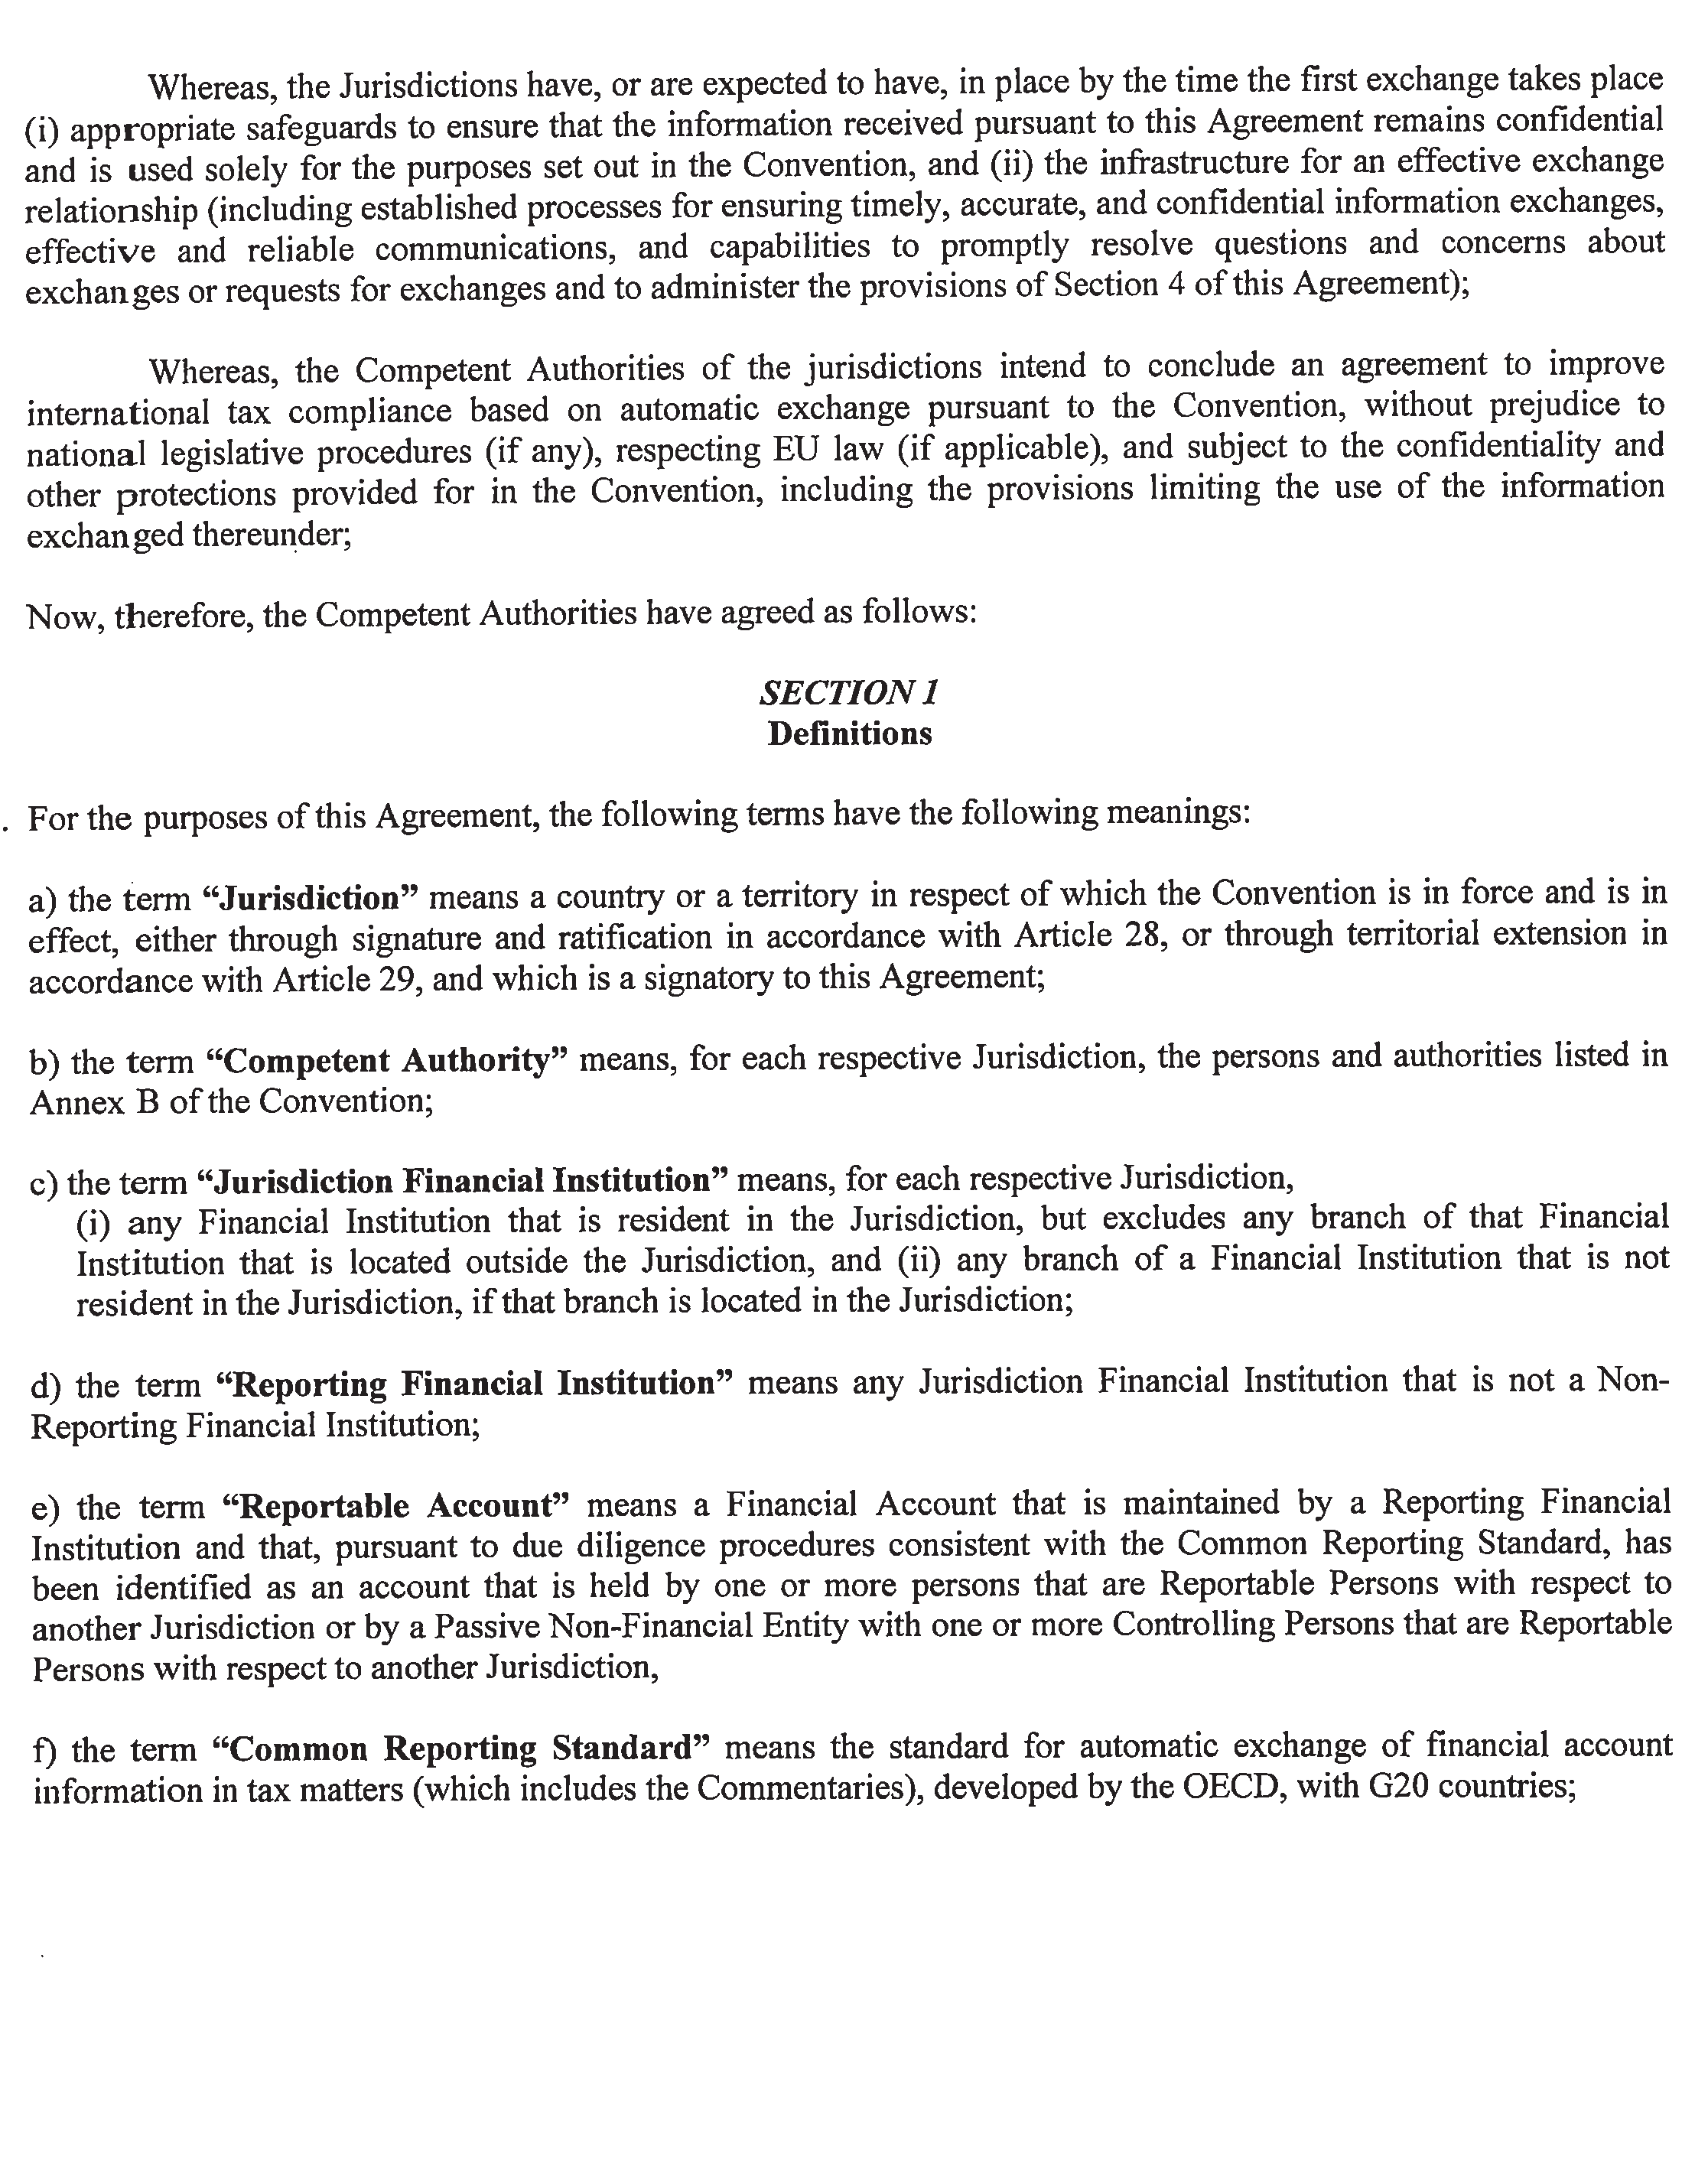 Whereas, the Jurisdictions have, or are expected to have, in place by the time the first exchange takes place
(i) appropriate safeguards to ensure that the information received pursuant to this Agreement remains confidential
and is used solely for the purposes set out in the Convention, and (ii) the infrastructure for an effective exchange
relationship (including established processes for ensuring timely, accurate, and confidential information exchanges,
effective and reliable communications, and capabilities to promptly resolve questions and concerns about
exchanges or requests for exchanges and to administer the provisions of Section 4 of this Agreement);
Whereas, the Competent Authorities of the jurisdictions intend to conclude an agreement to improve
international tax compliance based on automatic exchange pursuant to the Convention, without prejudice to
national legislative procedures (if any), respecting EU law (if applicable), and subject to the confidentiality and
other protections provided for in the Convention, including the provisions limiting the use of the information
exchanged thereunder;
Now, therefore, the Competent Authorities have agreed as follows:
SECTION 1
Definitions
. For the purposes of this Agreement, the following terms have the following meanings:
a) the term “Jurisdiction” means a country or a territory in respect of which the Convention is in force and is in
effect, either through signature and ratification in accordance with Article 28, or through territorial extension in
accordance with Article 29, and which is a signatory to this Agreement;
b) the term “Competent Authority” means, for each respective Jurisdiction, the persons and authorities listed in
Annex B of the Convention;
c) the term “Jurisdiction Financial Institution” means, for each respective Jurisdiction,
(i) any Financial Institution that is resident in the Jurisdiction, but excludes any branch of that Financial
Institution that is located outside the Jurisdiction, and (ii) any branch of a Financial Institution that is not
resident in the Jurisdiction, if that branch is located in the Jurisdiction;
d) the term “Reporting Financial Institution” means any Jurisdiction Financial Institution that is not a Non-
Reporting Financial Institution;
e) the term “Reportable Account” means a Financial Account that is maintained by a Reporting Financial
Institution and that, pursuant to due diligence procedures consistent with the Common Reporting Standard, has
been identified as an account that is held by one or more persons that are Reportable Persons with respect to
another Jurisdiction or by a Passive Non-Financial Entity with one or more Controlling Persons that are Reportable
Persons with respect to another Jurisdiction,
f) the term “Common Reporting Standard” means the standard for automatic exchange of financial account
information in tax matters (which includes the Commentaries), developed by the OECD, with G20 countries;